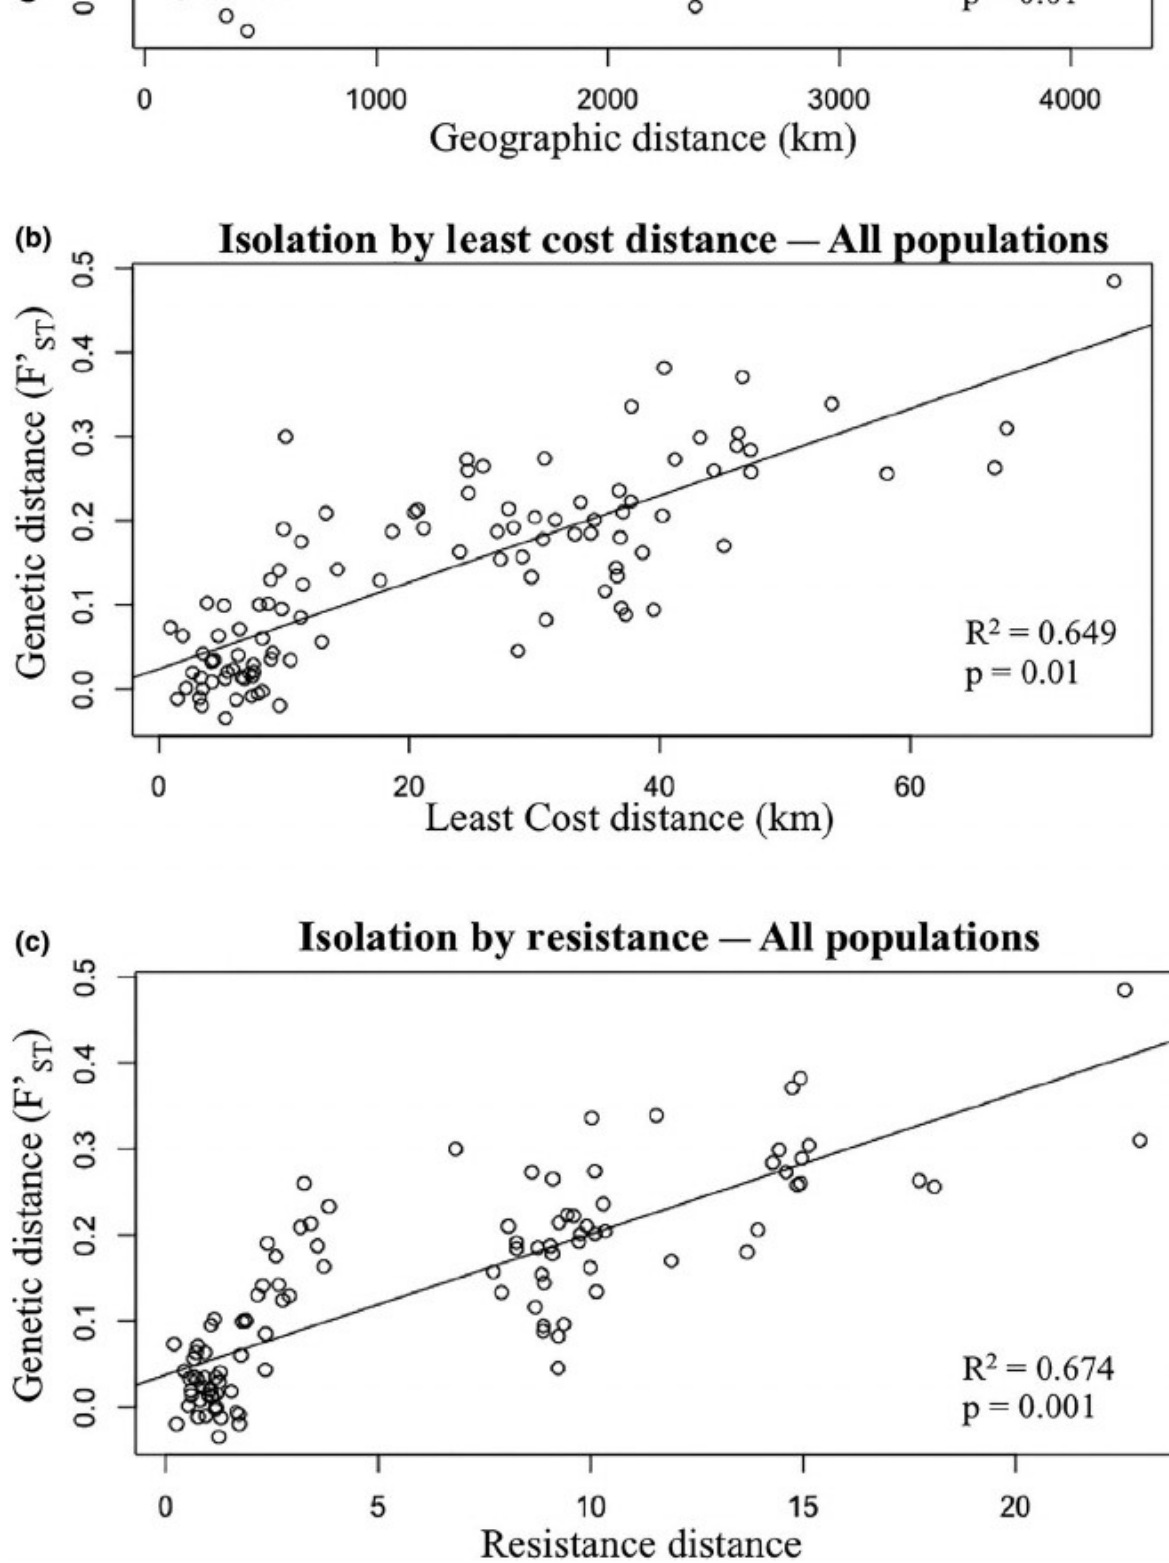 0 1000 2000 3000 4000
Geographic distance (km)
(b)
Isolation by least cost distance — All populations
Genetic distance (F'ST)
0.5
0.4
0.3
0.2
0.1
0.0
R² = 0.649
p = 0.01
0 20 40 60
Least Cost distance (km)
(c)
Isolation by resistance — All populations
Genetic distance (F'ST)
0.5
0.4
0.3
0.2
0.1
0.0
R² = 0.674
p = 0.001
0 5 10 15 20
Resistance distance